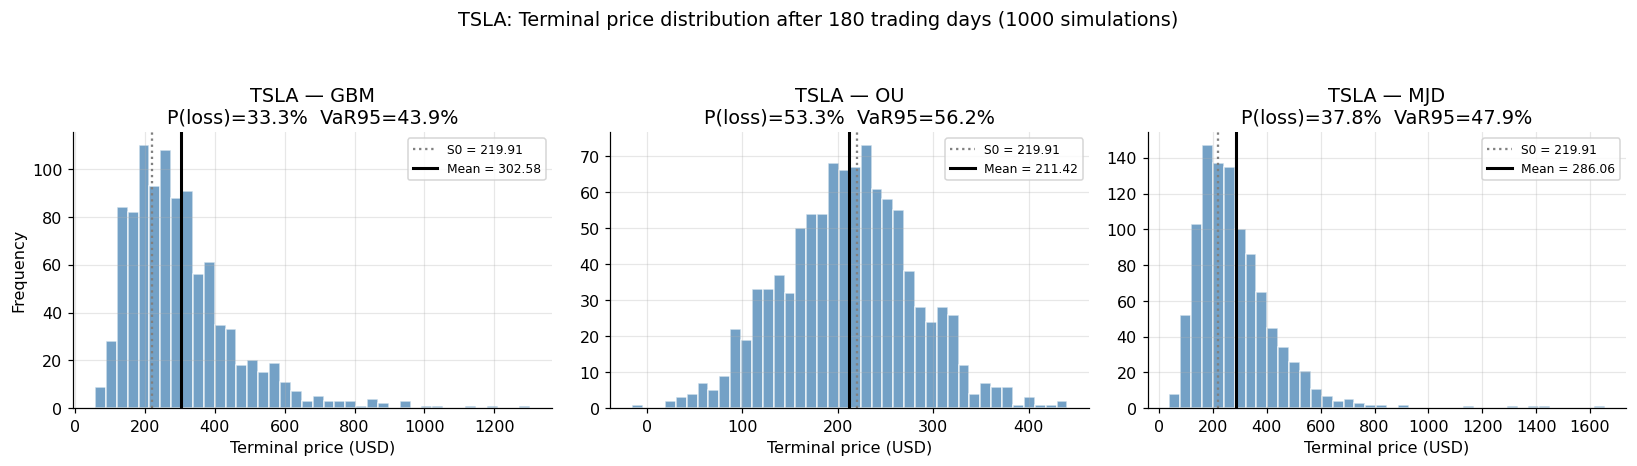 TSLA: Terminal price distribution after 180 trading days (1000 simulations)
TSLA — GBM
P(loss)=33.3%  VaR95=43.9%
S0 = 219.91
Mean = 302.58
Frequency
100
80
60
40
20
0
0 200 400 600 800 1000 1200
Terminal price (USD)
TSLA — OU
P(loss)=53.3%  VaR95=56.2%
S0 = 219.91
Mean = 211.42
70
60
50
40
30
20
10
0
0 100 200 300 400
Terminal price (USD)
TSLA — MJD
P(loss)=37.8%  VaR95=47.9%
S0 = 219.91
Mean = 286.06
140
120
100
80
60
40
20
0
0 200 400 600 800 1000 1200 1400 1600
Terminal price (USD)